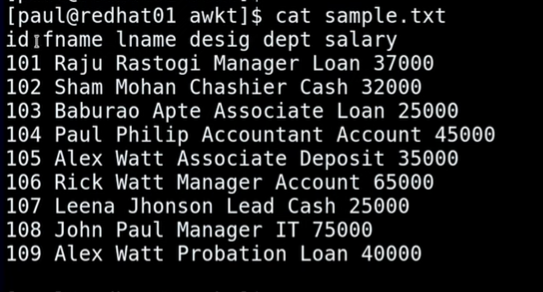 [paul@redhat01 awkt]$ cat sample.txt
id fname lname desig dept salary
101 Raju Rastogi Manager Loan 37000
102 Sham Mohan Chashier Cash 32000
103 Baburao Apte Associate Loan 25000
104 Paul Philip Accountant Account 45000
105 Alex Watt Associate Deposit 35000
106 Rick Watt Manager Account 65000
107 Leena Jhonson Lead Cash 25000
108 John Paul Manager IT 75000
109 Alex Watt Probation Loan 40000